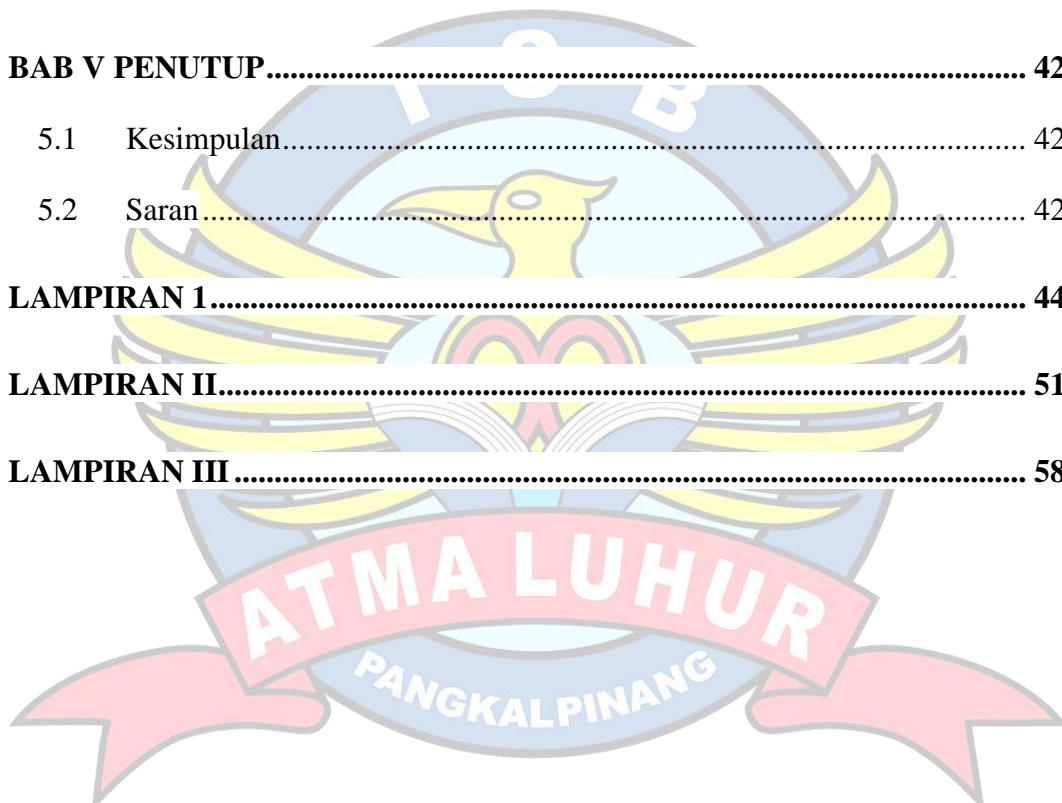 I S B
BAB V PENUTUP.................................................................................................. 42
5.1 Kesimpulan.................................................................................................. 42
5.2 Saran............................................................................................................ 42
LAMPIRAN 1......................................................................................................... 44
LAMPIRAN II........................................................................................................ 51
LAMPIRAN III...................................................................................................... 58
ATMA LUHUR
PANGKALPINANG